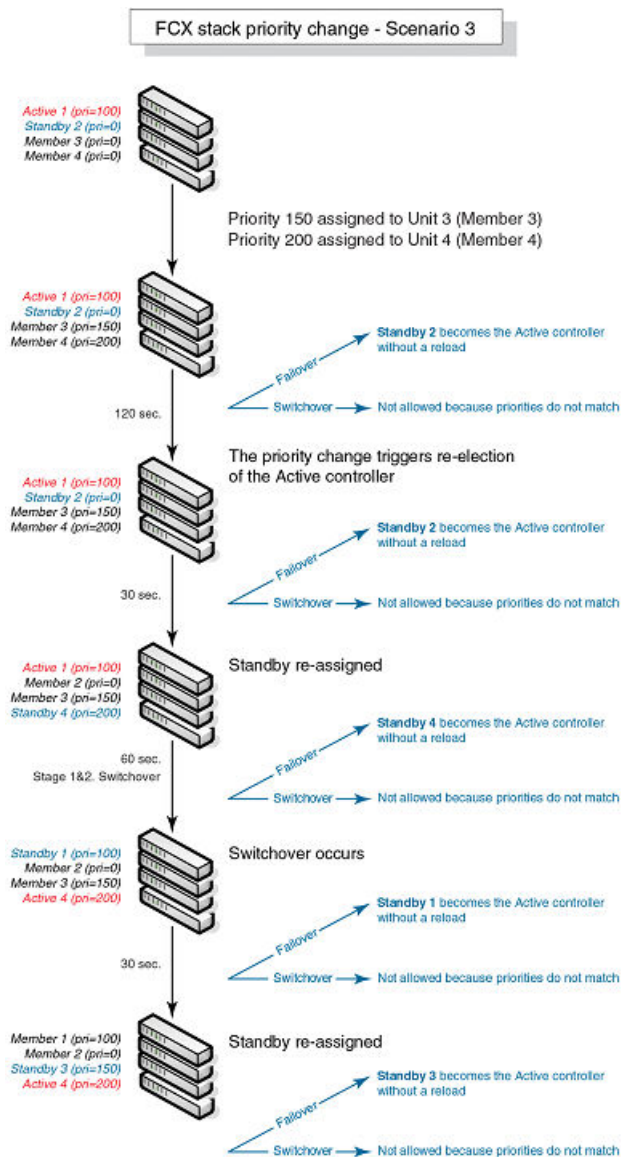 FCX stack priority change - Scenario 3
Active 1 (pri=100)
Standby 2 (pri=0)
Member 3 (pri=0)
Member 4 (pri=0)
Priority 150 assigned to Unit 3 (Member 3)
Priority 200 assigned to Unit 4 (Member 4)
Active 1 (pri=100)
Standby 2 (pri=0)
Member 3 (pri=150)
Member 4 (pri=200)
120 sec.
Failover
Standby 2 becomes the Active controller
without a reload
Switchover
Not allowed because priorities do not match
The priority change triggers re-election
of the Active controller
Active 1 (pri=100)
Standby 2 (pri=0)
Member 3 (pri=150)
Member 4 (pri=200)
30 sec.
Failover
Standby 2 becomes the Active controller
without a reload
Switchover
Not allowed because priorities do not match
Standby re-assigned
Active 1 (pri=100)
Member 2 (pri=0)
Member 3 (pri=150)
Standby 4 (pri=200)
60 sec.
Stage 1&2. Switchover
Failover
Standby 4 becomes the Active controller
without a reload
Switchover
Not allowed because priorities do not match
Switchover occurs
Standby 1 (pri=100)
Member 2 (pri=0)
Member 3 (pri=150)
Active 4 (pri=200)
30 sec.
Failover
Standby 1 becomes the Active controller
without a reload
Switchover
Not allowed because priorities do not match
Standby re-assigned
Member 1 (pri=100)
Member 2 (pri=0)
Standby 3 (pri=150)
Active 4 (pri=200)
Failover
Standby 3 becomes the Active controller
without a reload
Switchover
Not allowed because priorities do not match